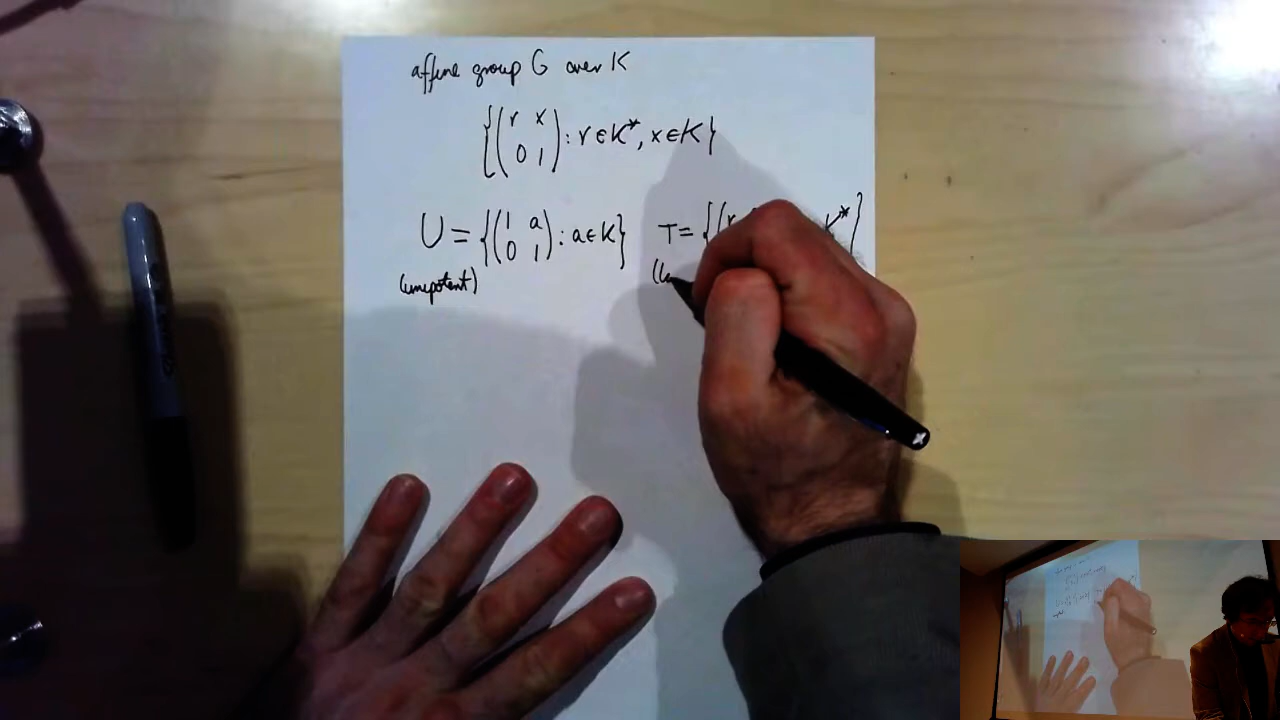 affine group G over K
{(r x
0 1) : r ∈ K*, x ∈ K}
U = {(1 a
0 1) : a ∈ K} T = {(r K*}
(unipotent)